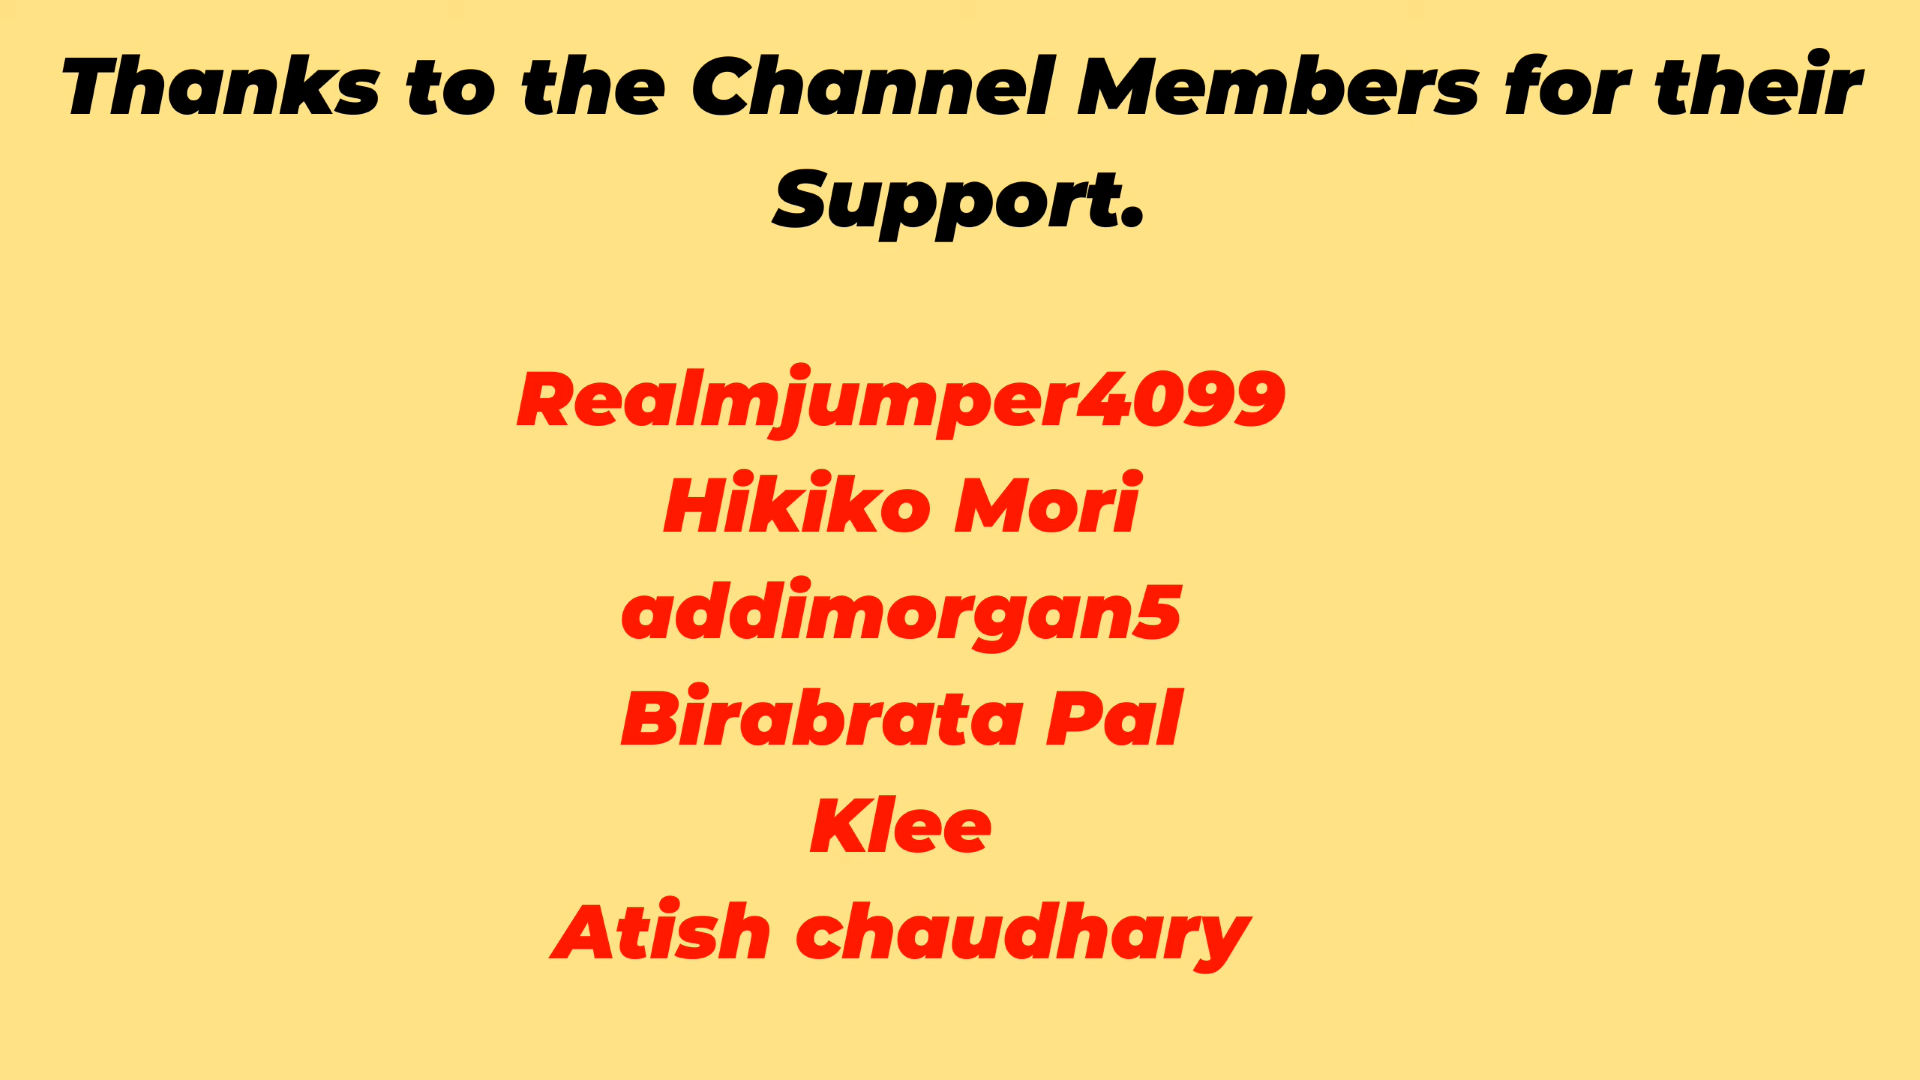 Thanks to the Channel Members for their
Support.
Realmjumper4099
Hikiko Mori
addimorgan5
Birabrata Pal
Klee
Atish chaudhary